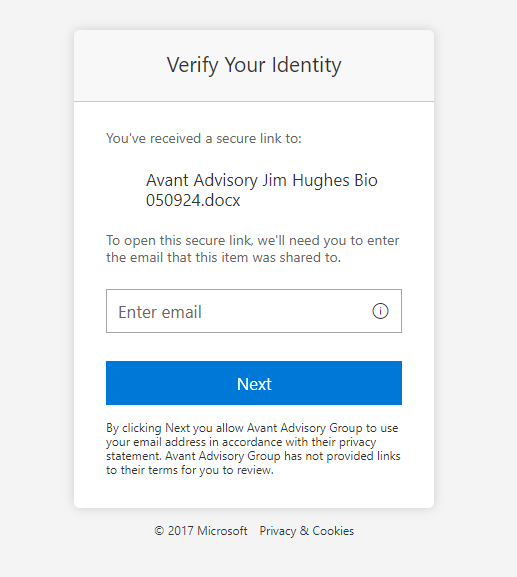 Verify Your Identity
You've received a secure link to:
Avant Advisory Jim Hughes Bio
050924.docx
To open this secure link, we'll need you to enter
the email that this item was shared to.
Enter email
Next
By clicking Next you allow Avant Advisory Group to use
your email address in accordance with their privacy
statement. Avant Advisory Group has not provided links
to their terms for you to review.
© 2017 Microsoft Privacy & Cookies